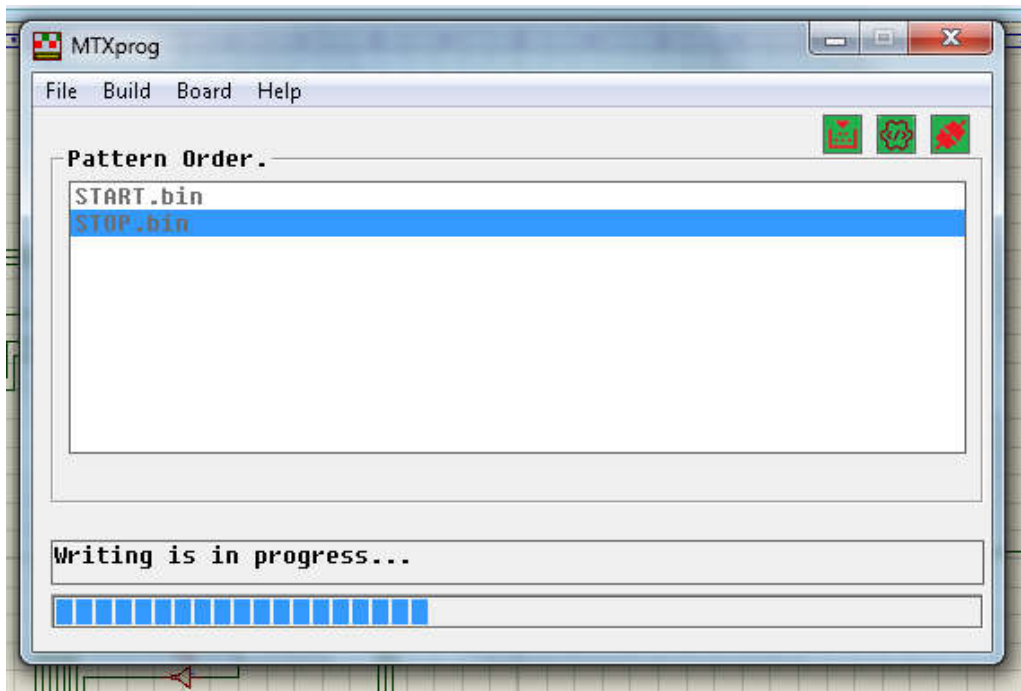 MTXprog
File Build Board Help
Pattern Order.
START.bin
STOP.bin
Writing is in progress...